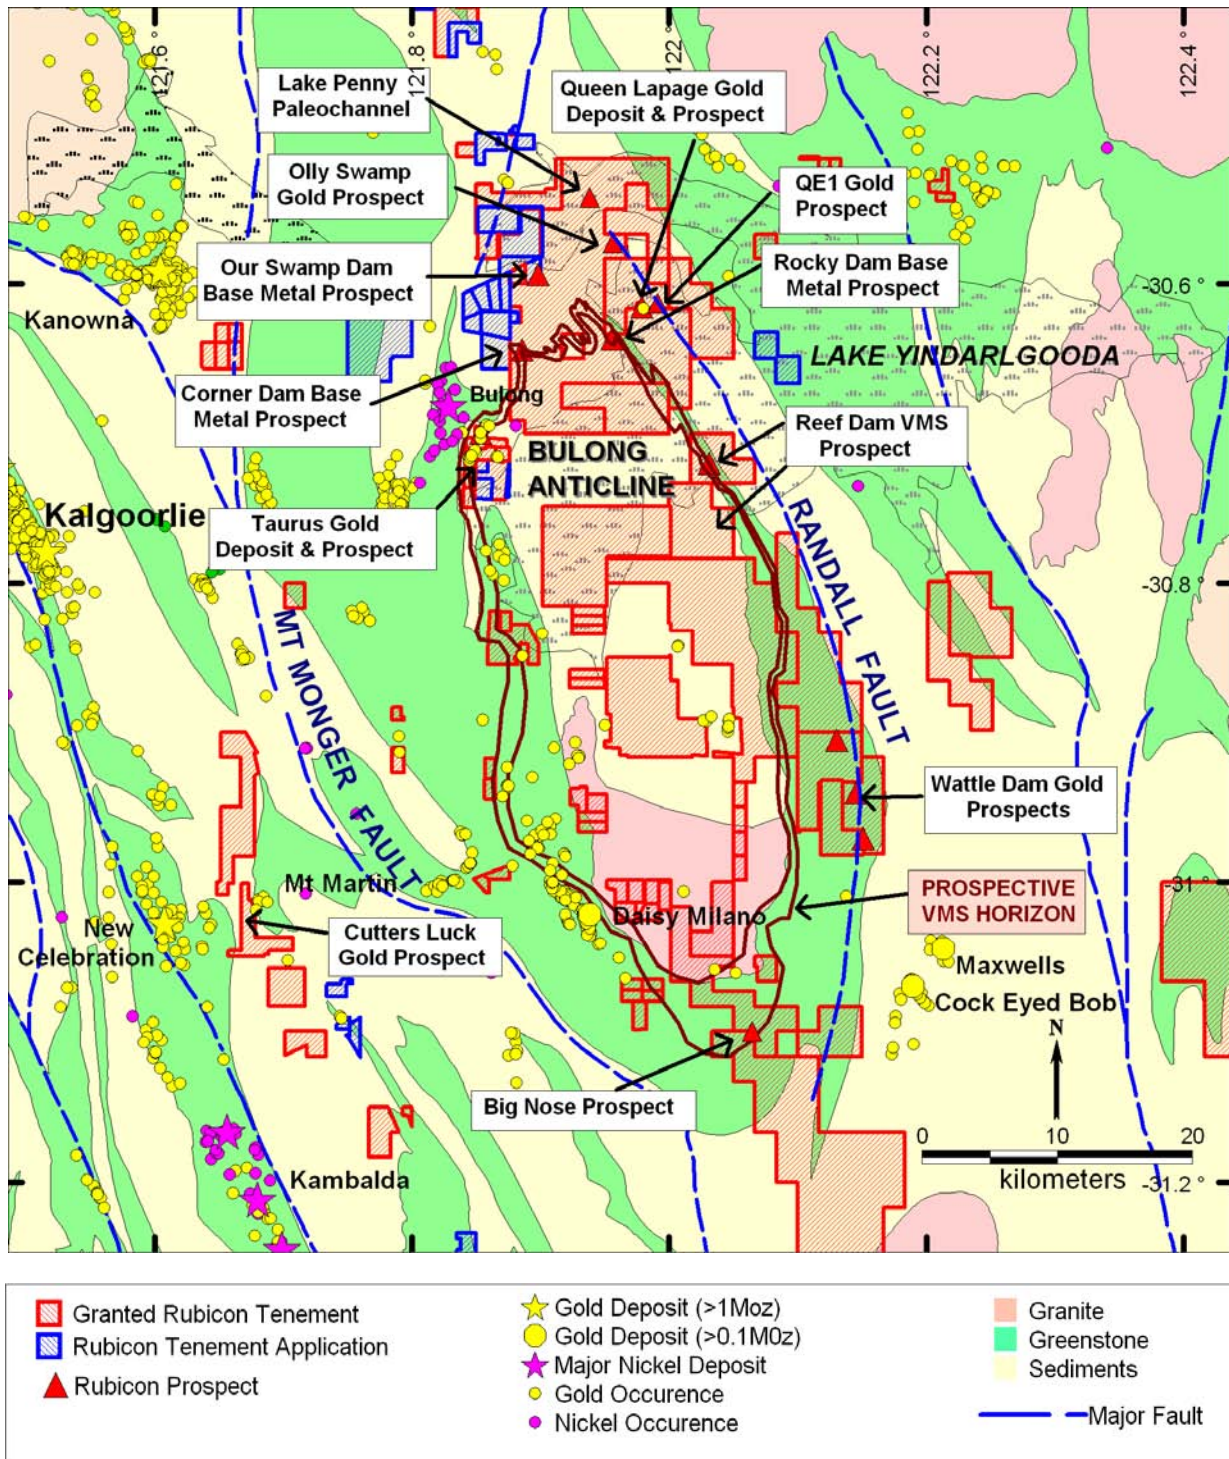 121.6 °
121.8 °
122 °
122.2 °
122.4 °
Lake Penny
Paleochannel
Queen Lapage Gold
Deposit & Prospect
Olly Swamp
Gold Prospect
QE1 Gold
Prospect
Our Swamp Dam
Base Metal Prospect
Rocky Dam Base
Metal Prospect
-30.6 °
Kanowna
LAKE YINDARLGOODA
Corner Dam Base
Metal Prospect
Bulong
Reef Dam VMS
Prospect
BULONG
ANTICLINE
Kalgoorlie
Taurus Gold
Deposit & Prospect
RANDALL FAULT
-30.8 °
MT MONGER FAULT
Wattle Dam Gold
Prospects
Mt Martin
-31 °
PROSPECTIVE
VMS HORIZON
Daisy Milano
New
Celebration
Cutters Luck
Gold Prospect
Maxwells
Cock Eyed Bob
N
Big Nose Prospect
0 10 20
kilometers
-31.2 °
Kambalda
Granted Rubicon Tenement
Rubicon Tenement Application
Rubicon Prospect
Gold Deposit (>1Moz)
Gold Deposit (>0.1M0z)
Major Nickel Deposit
Gold Occurence
Nickel Occurence
Granite
Greenstone
Sediments
Major Fault